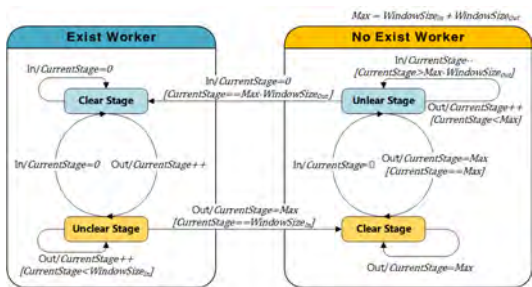 Max = WindowSizeIn + WindowSizeOut
Exist Worker
No Exist Worker
In/CurrentStage=0
Clear Stage
In/CurrentStage=0
[CurrentStage==Max-WindowSizeOut]
In/CurrentStage--
[CurrentStage>Max-WindowSizeOut]
Unlear Stage
Out/CurrentStage++
[CurrentStage<Max]
In/CurrentStage=0
Out/CurrentStage++
In/CurrentStage=0
Out/CurrentStage=Max
[CurrentStage==Max]
Unclear Stage
Out/CurrentStage=Max
[CurrentStage==WindowSizeIn]
Clear Stage
Out/CurrentStage++
[CurrentStage<WindowSizeIn]
Out/CurrentStage=Max